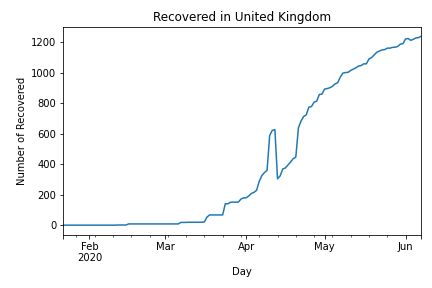 Recovered in United Kingdom
Number of Recovered
1200
1000
800
600
400
200
0
Feb
2020
Mar
Apr
May
Jun
Day